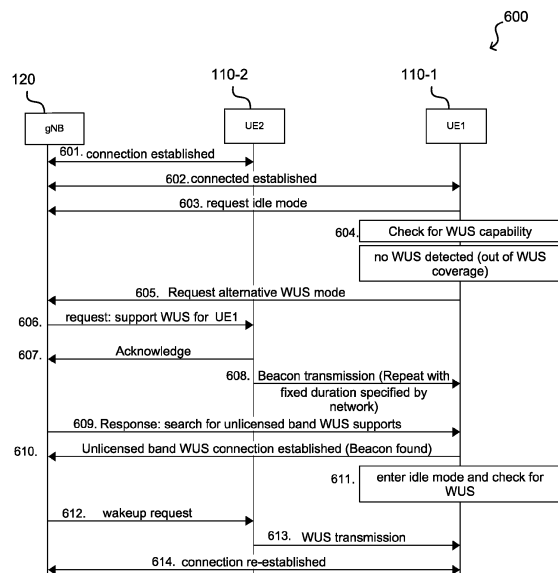 600
120
110-2
110-1
gNB
UE2
UE1
601. connection established
602. connected established
603. request idle mode
604. Check for WUS capability
no WUS detected (out of WUS
coverage)
605. Request alternative WUS mode
606. request: support WUS for UE1
607. Acknowledge
608. Beacon transmission (Repeat with
fixed duration specified by
network)
609. Response: search for unlicensed band WUS supports
610. Unlicensed band WUS connection established (Beacon found)
611. enter idle mode and check for
WUS
612. wakeup request
613. WUS transmission
614. connection re-established